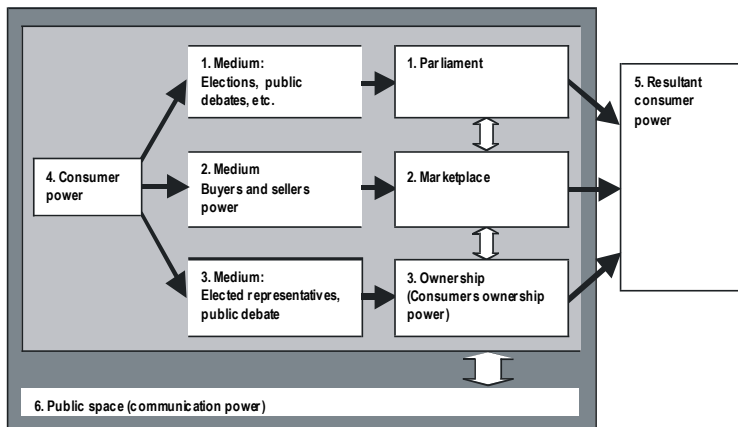 1. Medium:
Elections, public
debates, etc.
1. Parliament
5. Resultant
consumer
power
4. Consumer
power
2. Medium
Buyers and sellers
power
2. Marketplace
3. Medium:
Elected representatives,
public debate
3. Ownership
(Consumers ownership
power)
6. Public space (communication power)